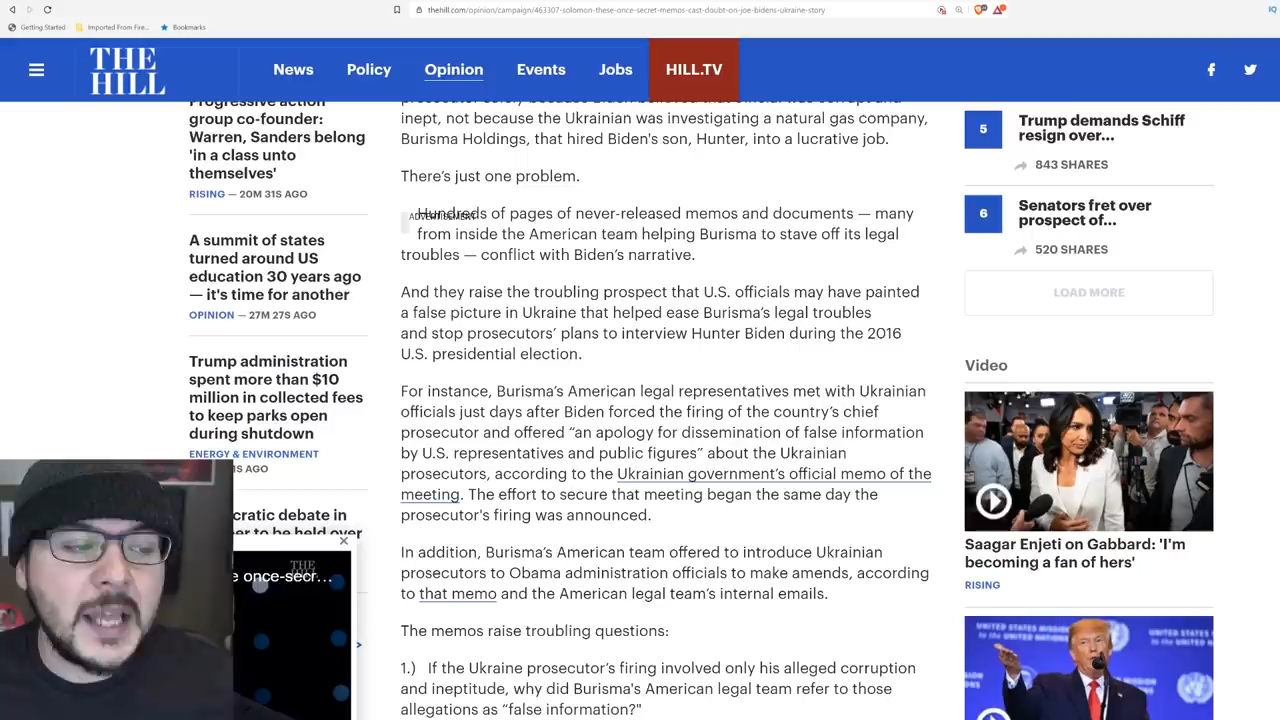 thehill.com/opinion/campaign/463307-solomon-these-once-secret-memos-cast-doubt-on-joe-bidens-ukraine-story
Getting Started
Imported From Fire...
Bookmarks
THE
HILL
News
Policy
Opinion
Events
Jobs
HILL.TV
Progressive action
group co-founder:
Warren, Sanders belong
'in a class unto
themselves'
RISING — 20M 31S AGO
A summit of states
turned around US
education 30 years ago
— it's time for another
OPINION — 27M 27S AGO
Trump administration
spent more than $10
million in collected fees
to keep parks open
during shutdown
ENERGY & ENVIRONMENT
AGO
debate in
to be held over
THE
HILL
once-secr...
inept, not because the Ukrainian was investigating a natural gas company,
Burisma Holdings, that hired Biden's son, Hunter, into a lucrative job.
There's just one problem.
ADVERTISEMENT
Hundreds of pages of never-released memos and documents — many
from inside the American team helping Burisma to stave off its legal
troubles — conflict with Biden's narrative.
And they raise the troubling prospect that U.S. officials may have painted
a false picture in Ukraine that helped ease Burisma's legal troubles
and stop prosecutors' plans to interview Hunter Biden during the 2016
U.S. presidential election.
For instance, Burisma's American legal representatives met with Ukrainian
officials just days after Biden forced the firing of the country's chief
prosecutor and offered “an apology for dissemination of false information
by U.S. representatives and public figures” about the Ukrainian
prosecutors, according to the Ukrainian government's official memo of the
meeting. The effort to secure that meeting began the same day the
prosecutor's firing was announced.
In addition, Burisma's American team offered to introduce Ukrainian
prosecutors to Obama administration officials to make amends, according
to that memo and the American legal team's internal emails.
The memos raise troubling questions:
1.) If the Ukraine prosecutor's firing involved only his alleged corruption
and ineptitude, why did Burisma's American legal team refer to those
allegations as “false information?"
5
Trump demands Schiff
resign over...
843 SHARES
6
Senators fret over
prospect of...
520 SHARES
LOAD MORE
Video
Saagar Enjeti on Gabbard: 'I'm
becoming a fan of hers'
RISING
UNITED STATES MISSION